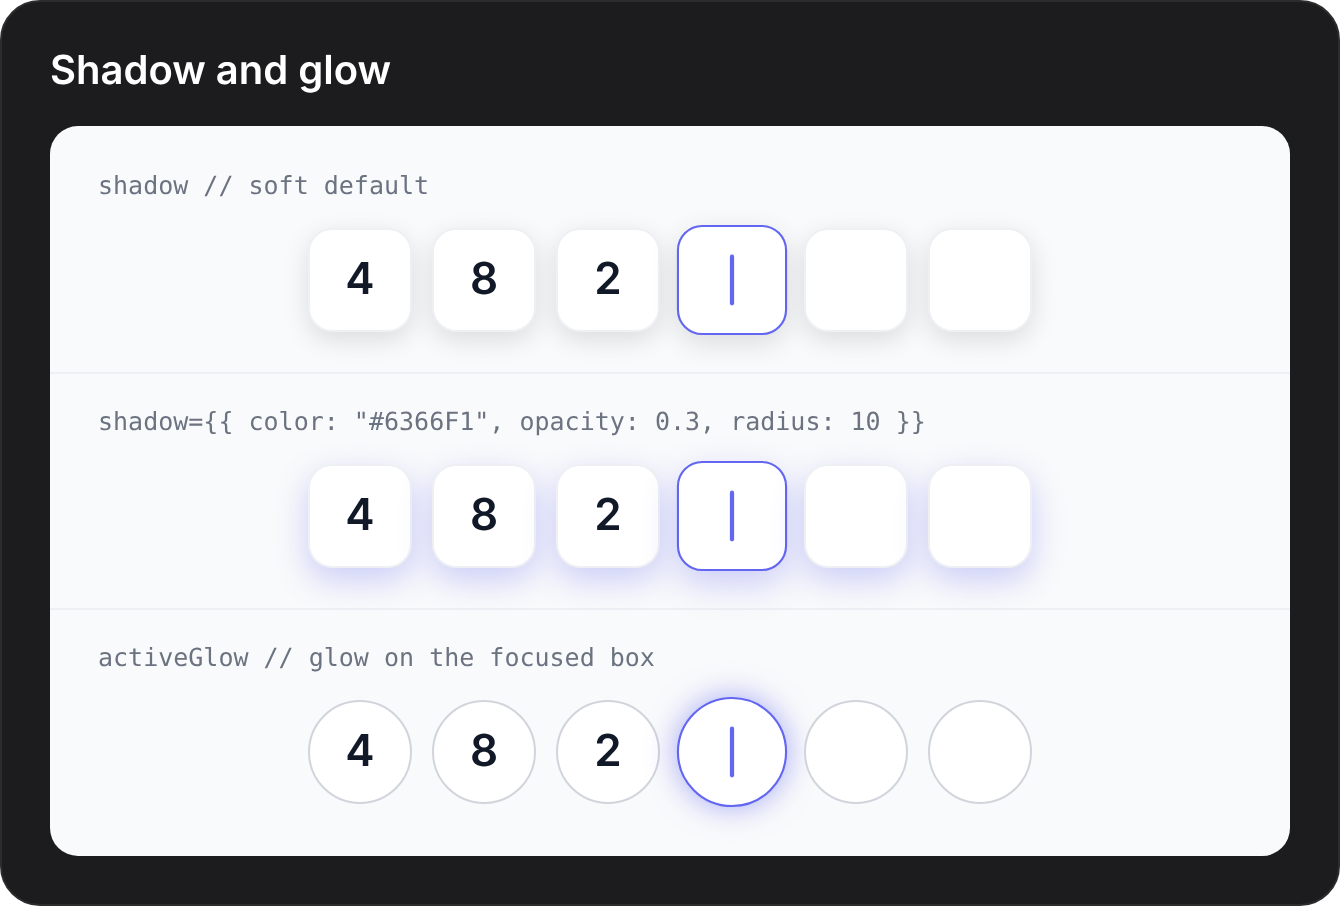 Shadow and glow
shadow // soft default
4 8 2
shadow={{ color: "#6366F1", opacity: 0.3, radius: 10 }}
4 8 2
activeGlow // glow on the focused box
4 8 2